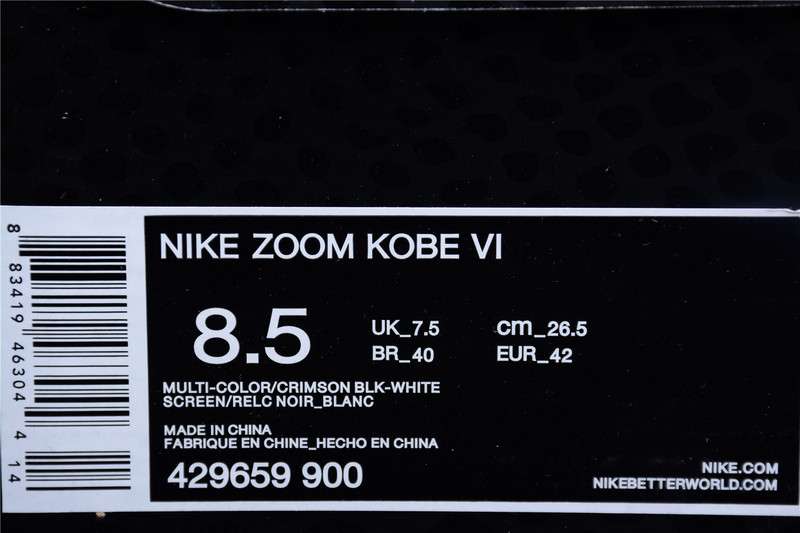 8 83419 46304 4 14
NIKE ZOOM KOBE VI
8.5
UK_7.5
cm_26.5
BR_40
EUR_42
MULTI-COLOR/CRIMSON BLK-WHITE
SCREEN/RELC NOIR_BLANC
MADE IN CHINA
FABRIQUE EN CHINE_HECHO EN CHINA
429659 900
NIKE.COM
NIKEBETTERWORLD.COM